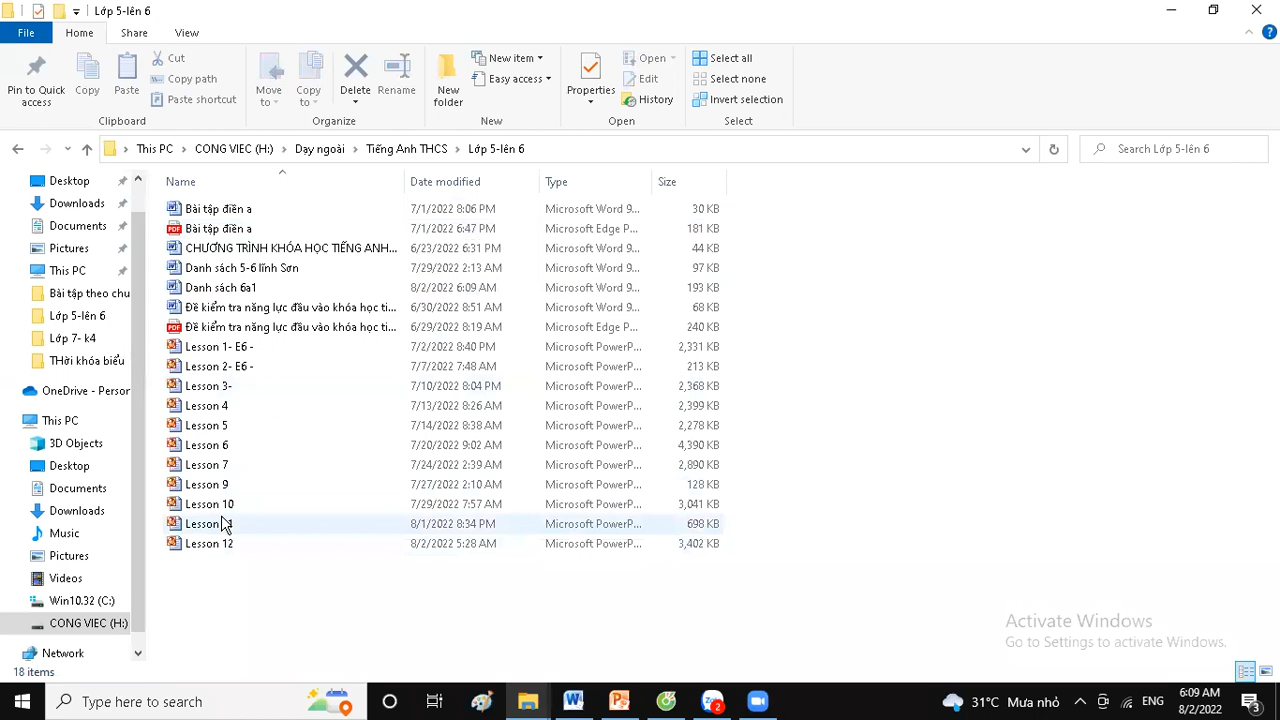 Lớp 5-lên 6
File Home Share View
Pin to Quick access
Copy
Paste
Cut
Copy path
Paste shortcut
Clipboard
Move to
Copy to
Delete
Rename
Organize
New folder
New item
Easy access
New
Properties
Open
Edit
History
Open
Select all
Select none
Invert selection
Select
This PC CONG VIEC (H:) Dạy ngoài Tiếng Anh THCS Lớp 5-lên 6
Search Lớp 5-lên 6
Desktop
Downloads
Documents
Pictures
This PC
Bài tập theo chu
Lớp 5-lên 6
Lớp 7- k4
THời khóa biểu
OneDrive - Person
This PC
3D Objects
Desktop
Documents
Downloads
Music
Pictures
Videos
Win10.32 (C:)
CONG VIEC (H:)
Network
Name Date modified Type Size
Bài tập điền a 7/1/2022 8:06 PM Microsoft Word 9... 30 KB
Bài tập điền a 7/1/2022 6:47 PM Microsoft Edge P... 181 KB
CHƯƠNG TRÌNH KHÓA HỌC TIẾNG ANH... 6/23/2022 6:31 PM Microsoft Word 9... 44 KB
Danh sách 5-6 lĩnh Sơn 7/29/2022 2:13 AM Microsoft Word 9... 97 KB
Danh sách 6a1 8/2/2022 6:09 AM Microsoft Word 9... 193 KB
Đề kiểm tra năng lực đầu vào khóa học ti... 6/30/2022 8:51 AM Microsoft Word 9... 68 KB
Đề kiểm tra năng lực đầu vào khóa học ti... 6/29/2022 8:19 AM Microsoft Edge P... 240 KB
Lesson 1- E6 - 7/2/2022 8:40 PM Microsoft PowerP... 2,331 KB
Lesson 2- E6 - 7/7/2022 7:48 AM Microsoft PowerP... 213 KB
Lesson 3- 7/10/2022 8:04 PM Microsoft PowerP... 2,368 KB
Lesson 4 7/13/2022 8:26 AM Microsoft PowerP... 2,399 KB
Lesson 5 7/14/2022 8:38 AM Microsoft PowerP... 2,278 KB
Lesson 6 7/20/2022 9:02 AM Microsoft PowerP... 4,390 KB
Lesson 7 7/24/2022 2:39 AM Microsoft PowerP... 2,890 KB
Lesson 9 7/27/2022 2:10 AM Microsoft PowerP... 128 KB
Lesson 10 7/29/2022 7:57 AM Microsoft PowerP... 3,041 KB
Lesson 8/1/2022 8:34 PM Microsoft PowerP... 698 KB
Lesson 12 8/2/2022 5:28 AM Microsoft PowerP... 3,402 KB
Activate Windows
Go to Settings to activate Windows.
18 items
Type here to search
2
31°C Mưa nhỏ
ENG
6:09 AM
8/2/2022
3